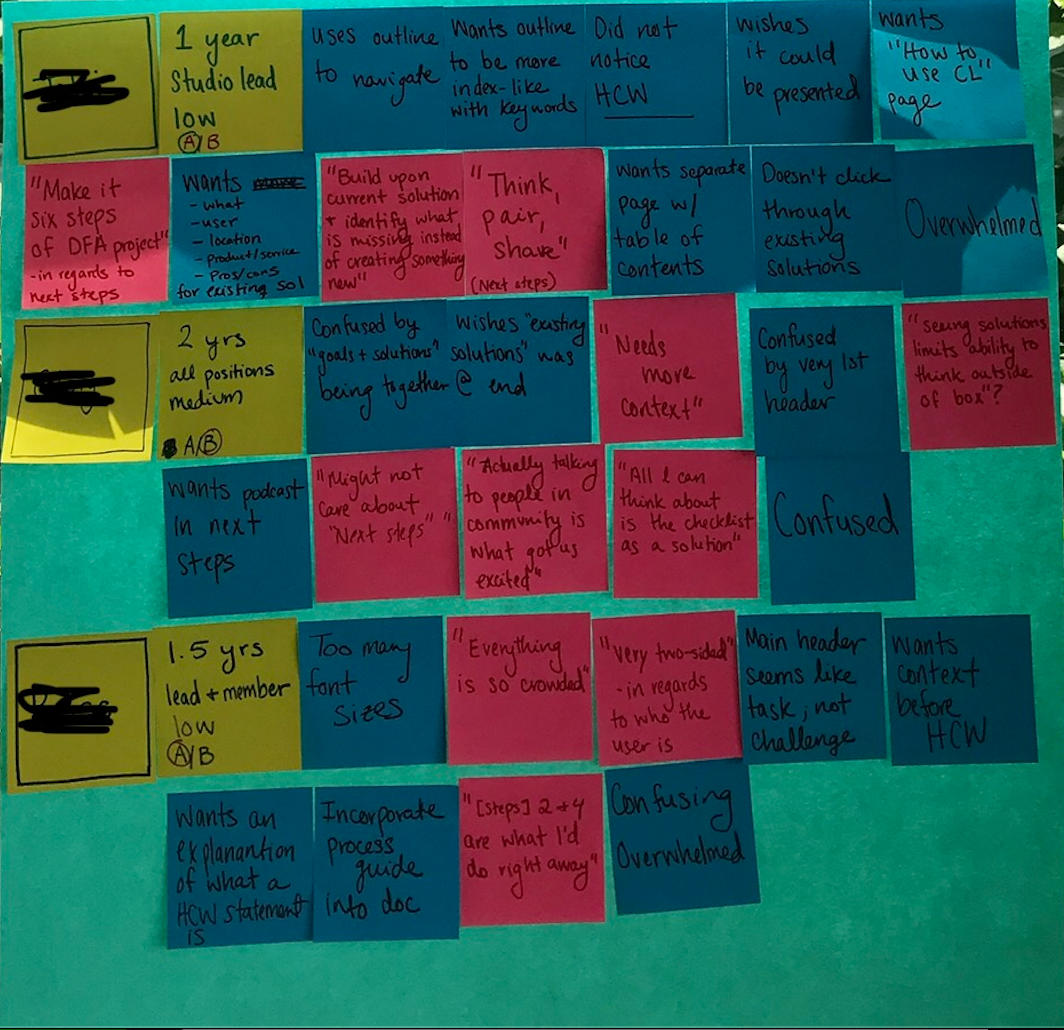 1 year
Studio lead
low
A/B
uses outline
to navigate
Wants outline
to be more
index-like
with keywords
Did not
notice
HCW
wishes
it could
be presented
wants
"How to
use CL"
page
"Make it
six steps
of DFA project"
-in regards to
next steps
wants
- what
- user
- location
- product/service
- Pros/cons
for existing sol
"Build upon
current solution
+ identify what
is missing instead
of creating something
new"
"Think,
pair,
share"
(Next steps)
wants separate
page w/
table of
contents
Doesn't click
through
existing
solutions
Overwhelmed
2 yrs
all positions
medium
A/B
Confused by
"goals + solutions"
being together
Wishes "existing
solutions" was
@ end
"Needs
more
context"
Confused
by very 1st
header
"seeing solutions
limits ability to
think outside
of box"?
wants podcast
in next
steps
"Might not
care about
"Next steps" "
"Actually talking
to people in
community is
what got us
excited"
"All I can
think about
is the checklist
as a solution"
Confused
1.5 yrs
lead + member
low
A/B
Too many
font
sizes
"Everything
is so crowded"
"very two-sided"
-in regards
to who the
user is
Main header
seems like
task, not
challenge
Wants
context
before
HCW
Wants an
explanantion
of what a
HCW statement
is
Incorporate
process
guide
into doc
"[steps] 2 + 4
are what I'd
do right away"
Confusing
Overwhelmed